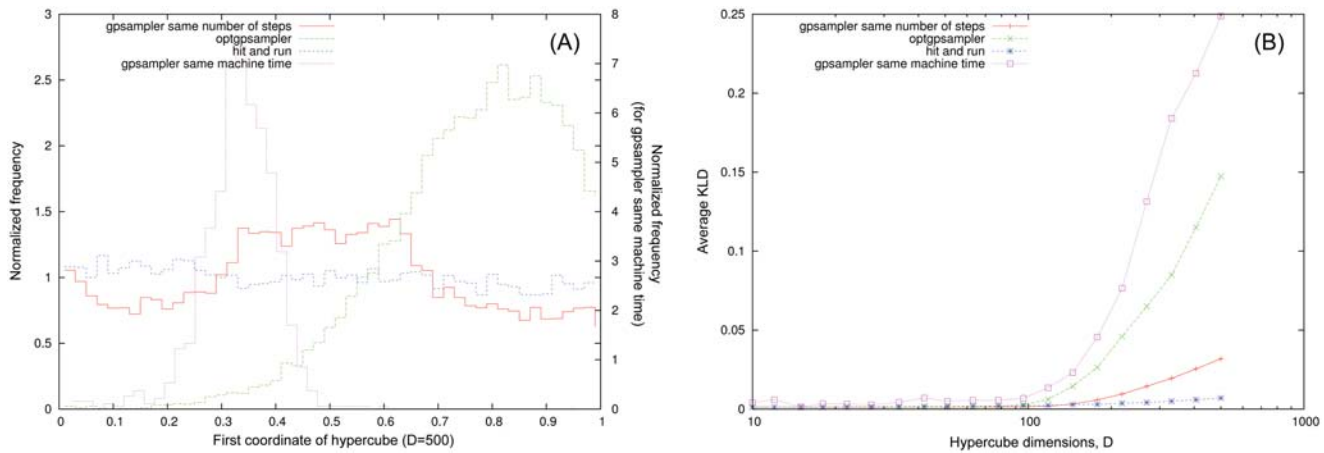 gpsampler same number of steps
optgpsampler
hit and run
gpsampler same machine time
(A)
3
2.5
2
1.5
1
0.5
0
Normalized frequency
8
7
6
5
4
3
2
1
0
Normalized frequency
(for gpsampler same machine time)
0 0.1 0.2 0.3 0.4 0.5 0.6 0.7 0.8 0.9 1
First coordinate of hypercube (D=500)
gpsampler same number of steps
optgpsampler
hit and run
gpsampler same machine time
(B)
0.25
0.2
0.15
0.1
0.05
0
Average KLD
10 100 1000
Hypercube dimensions, D